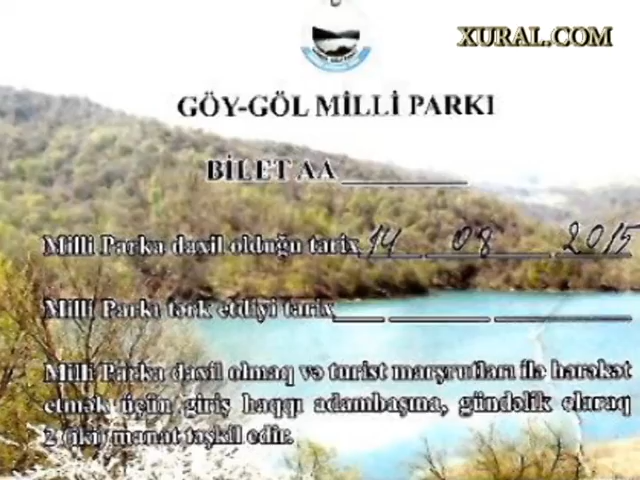 XURAL.COM
GÖY-GÖL MİLLİ PARKI
BİLET AA
Milli Parka daxil olduğu tarix 14 08 2015
Milli Parkı tərk etdiyi tarix
Milli Parka daxil olmaq və turist marşrutları ilə hərəkət
etmək üçün giriş haqqı adambaşına, gündəlik olaraq
2 (iki) manat təşkil edir.